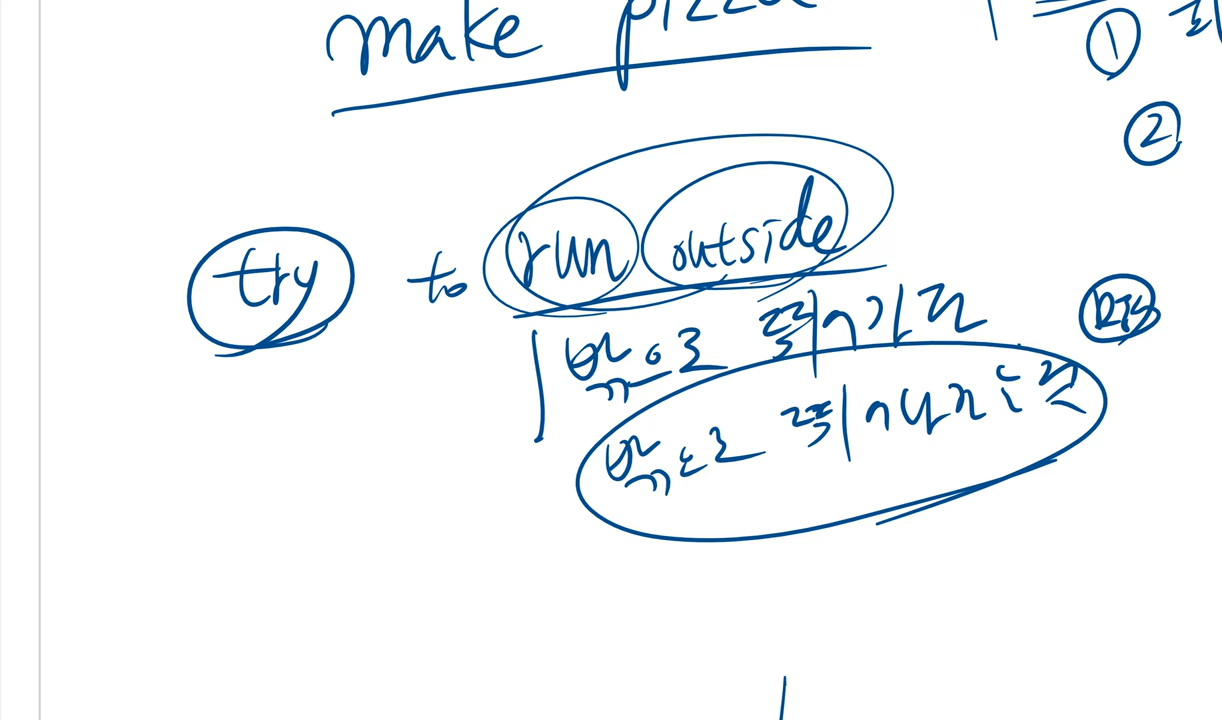 make pizza
①
②
try to run outside
밖으로 뛰어가다
밖으로 뛰어나가는 것